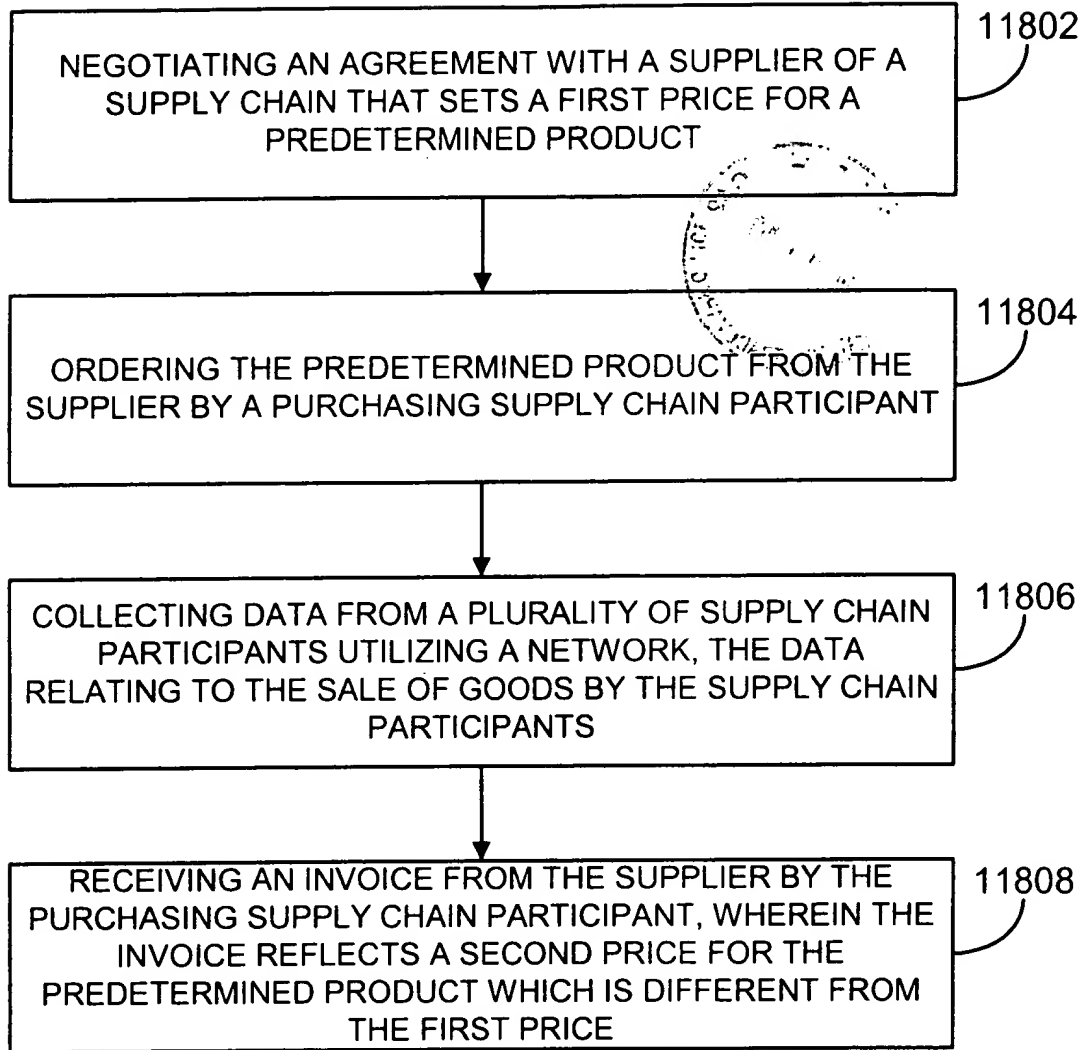 NEGOTIATING AN AGREEMENT WITH A SUPPLIER OF A
SUPPLY CHAIN THAT SETS A FIRST PRICE FOR A
PREDETERMINED PRODUCT
11802
ORDERING THE PREDETERMINED PRODUCT FROM THE
SUPPLIER BY A PURCHASING SUPPLY CHAIN PARTICIPANT
11804
COLLECTING DATA FROM A PLURALITY OF SUPPLY CHAIN
PARTICIPANTS UTILIZING A NETWORK, THE DATA
RELATING TO THE SALE OF GOODS BY THE SUPPLY CHAIN
PARTICIPANTS
11806
RECEIVING AN INVOICE FROM THE SUPPLIER BY THE
PURCHASING SUPPLY CHAIN PARTICIPANT, WHEREIN THE
INVOICE REFLECTS A SECOND PRICE FOR THE
PREDETERMINED PRODUCT WHICH IS DIFFERENT FROM
THE FIRST PRICE
11808